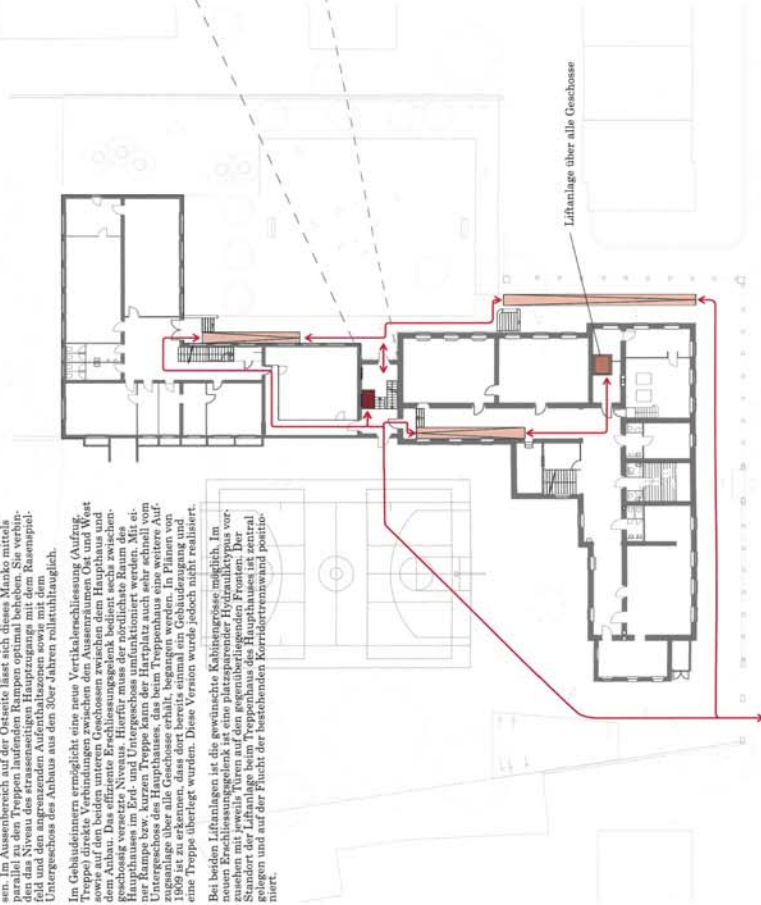 sen. Im Aussenbereich auf der Ostseite lässt sich dieses Manko mittels
parallel zu den Treppen laufenden Rampen optimal beheben. Sie verbin-
den das Niveau des strassenseitigen Hauptzugangs mit dem Rasenspiel-
feld und den angrenzenden Aufenthaltszonen sowie mit dem
Untergeschoss des Anbaus aus den 30er Jahren rollstuhltauglich.
Im Gebäudeinnern ermöglicht eine neue Vertikalerschliessung (Aufzug,
Treppe) direkte Verbindungen zwischen den Aussenräumen Ost und West
sowie auf den beiden unteren Geschossen zwischen dem Haupthaus und
dem Anbau. Das effiziente Erschliessungsgelenk bedient sechs zwischen-
geschossig versetzte Niveaus. Hierfür muss der nördlichste Raum des
Haupthauses im Erd- und Untergeschoss umfunktioniert werden. Mit ei-
ner Rampe bzw. kurzen Treppe kann der Hartplatz auch sehr schnell vom
Untergeschoss des Haupthauses, das beim Treppenhaus eine weitere Auf-
zugsanlage über alle Geschosse erhält, begangen werden. In Plänen von
1909 ist zu erkennen, dass dort bereits einmal ein Gebäudezugang und
eine Treppe überlegt wurden. Diese Version wurde jedoch nicht realisiert.
Bei beiden Liftanlagen ist die gewünschte Kabinengrösse möglich. Im
neuen Erschliessungsgelenk ist eine platzsparender Hydrauliktypus vor-
zusehen mit jeweils Türen auf den gegenüberliegenden Fronten. Der
Standort der Liftanlage beim Treppenhaus des Haupthauses ist zentral
gelegen und auf der Flucht der bestehenden Korridortrennwand positio-
niert.
Liftanlage über alle Geschosse